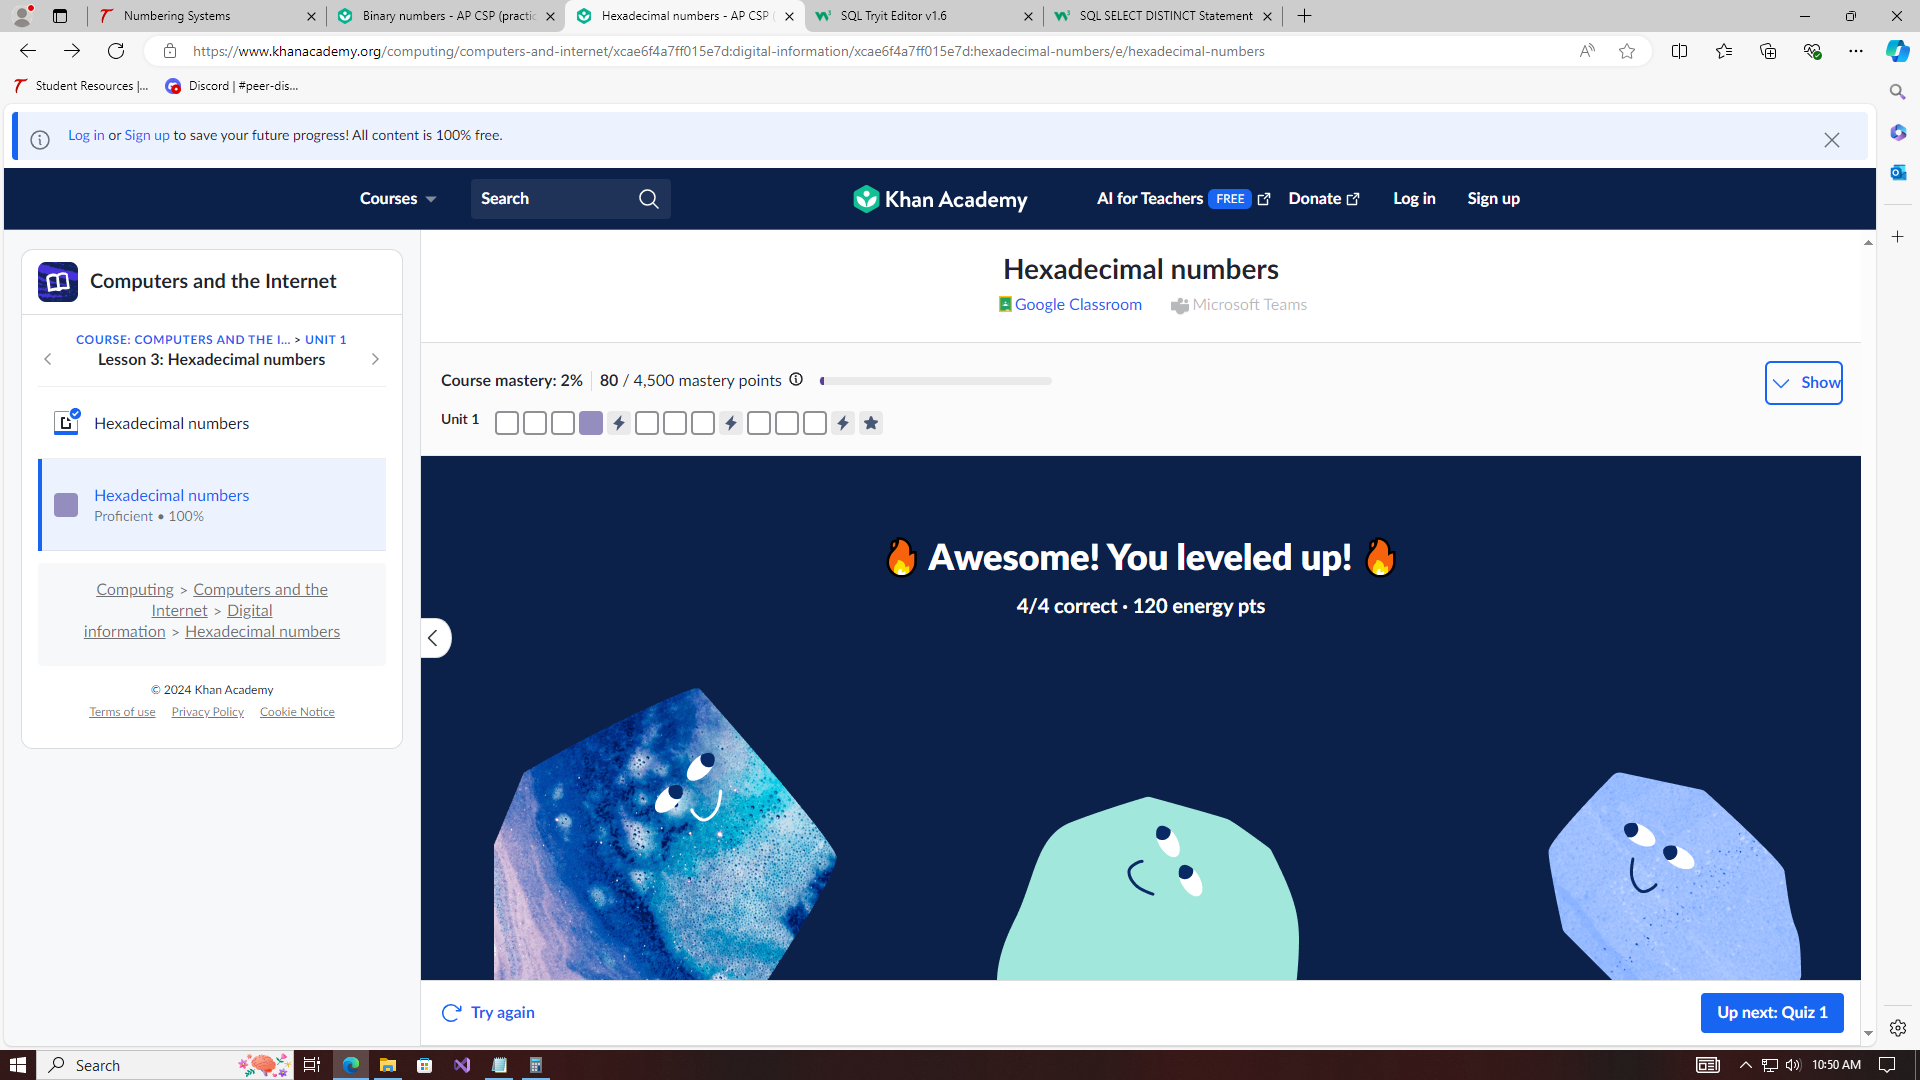 Numbering Systems
Binary numbers - AP CSP (practic
Hexadecimal numbers - AP CSP (
SQL Tryit Editor v1.6
SQL SELECT DISTINCT Statement
https://www.khanacademy.org/computing/computers-and-internet/xcae6f4a7ff015e7d:digital-information/xcae6f4a7ff015e7d:hexadecimal-numbers/e/hexadecimal-numbers
Student Resources |...
Discord | #peer-dis...
Log in or Sign up to save your future progress! All content is 100% free.
Courses
Search
Khan Academy
AI for Teachers FREE
Donate
Log in
Sign up
Computers and the Internet
COURSE: COMPUTERS AND THE I... > UNIT 1
Lesson 3: Hexadecimal numbers
Hexadecimal numbers
Hexadecimal numbers
Proficient • 100%
Computing > Computers and the
Internet > Digital
information > Hexadecimal numbers
© 2024 Khan Academy
Terms of use Privacy Policy Cookie Notice
Hexadecimal numbers
Google Classroom
Microsoft Teams
Course mastery: 2%
80 / 4,500 mastery points
Show
Unit 1
Awesome! You leveled up!
4/4 correct · 120 energy pts
Try again
Up next: Quiz 1
Search
10:50 AM